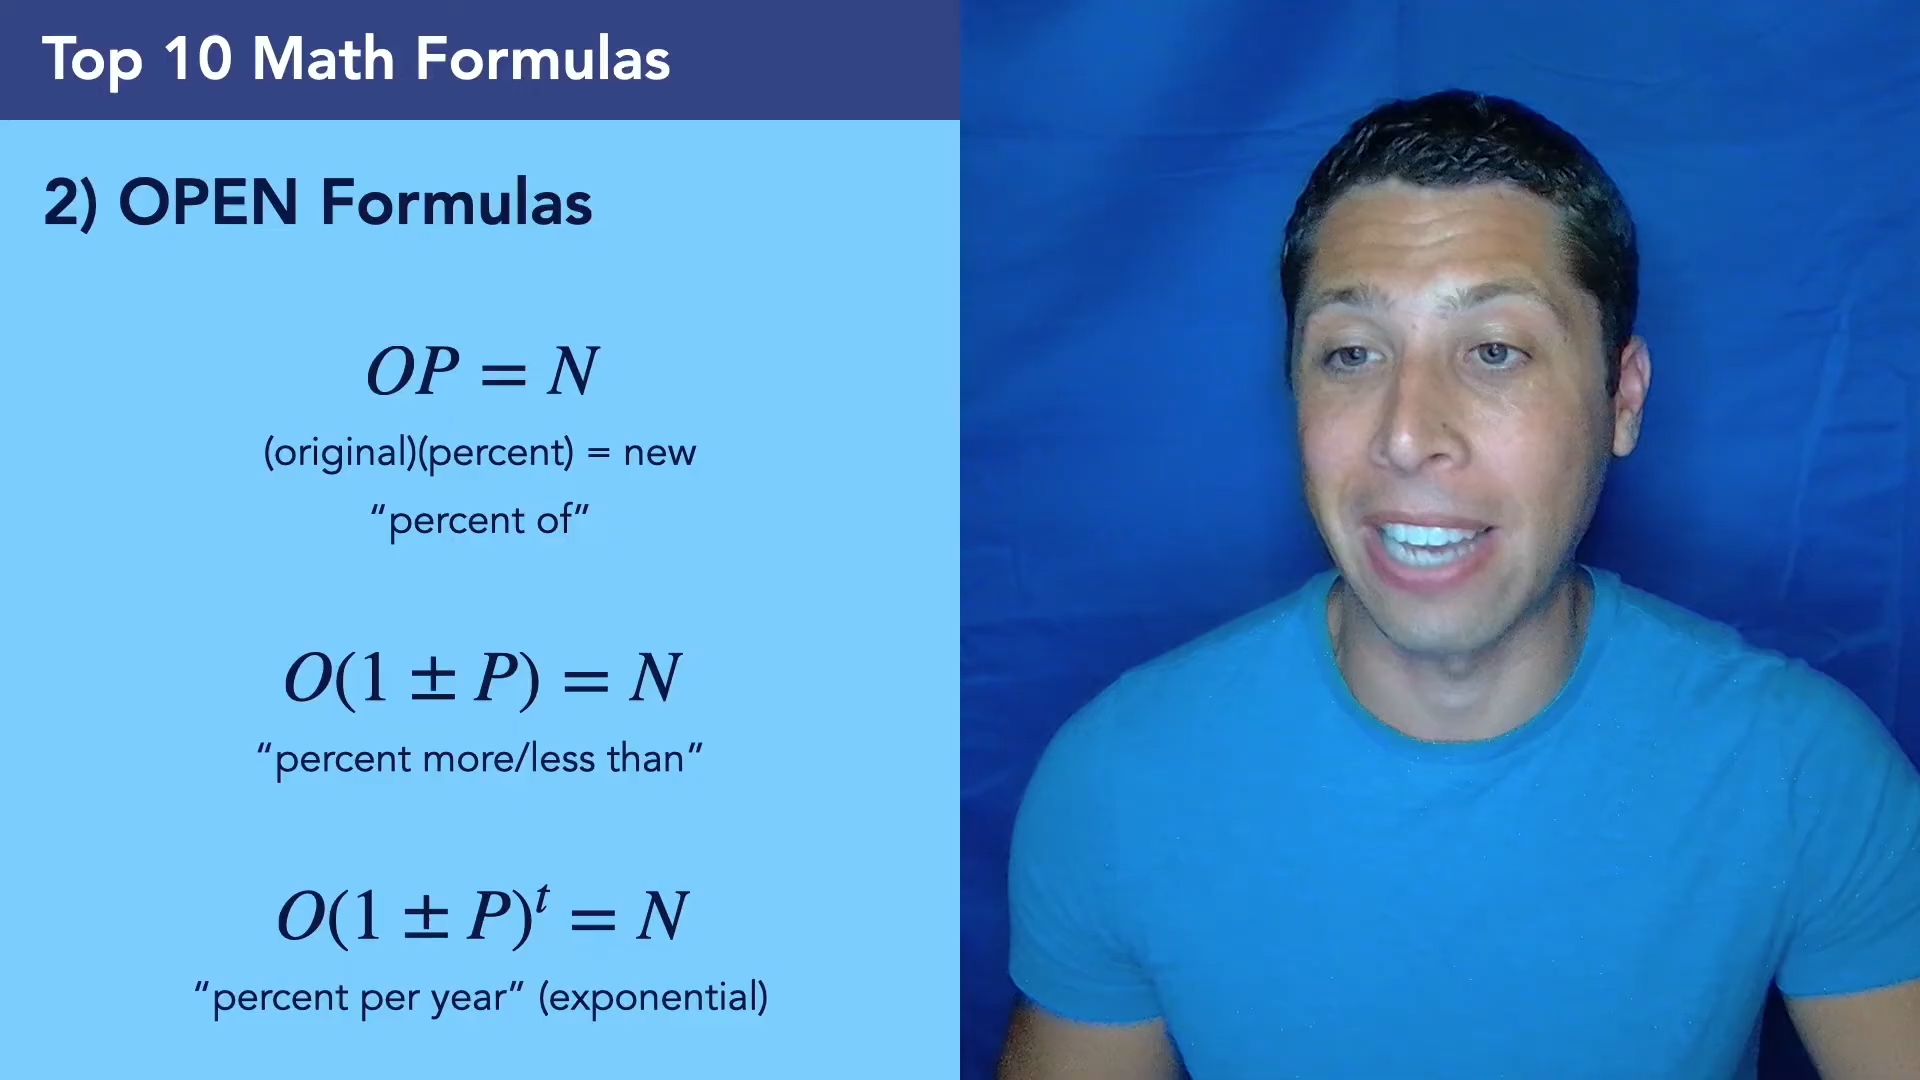 Top 10 Math Formulas
2) OPEN Formulas
OP = N
(original)(percent) = new
“percent of”
O(1 ± P) = N
“percent more/less than”
O(1 ± P)^t = N
“percent per year” (exponential)